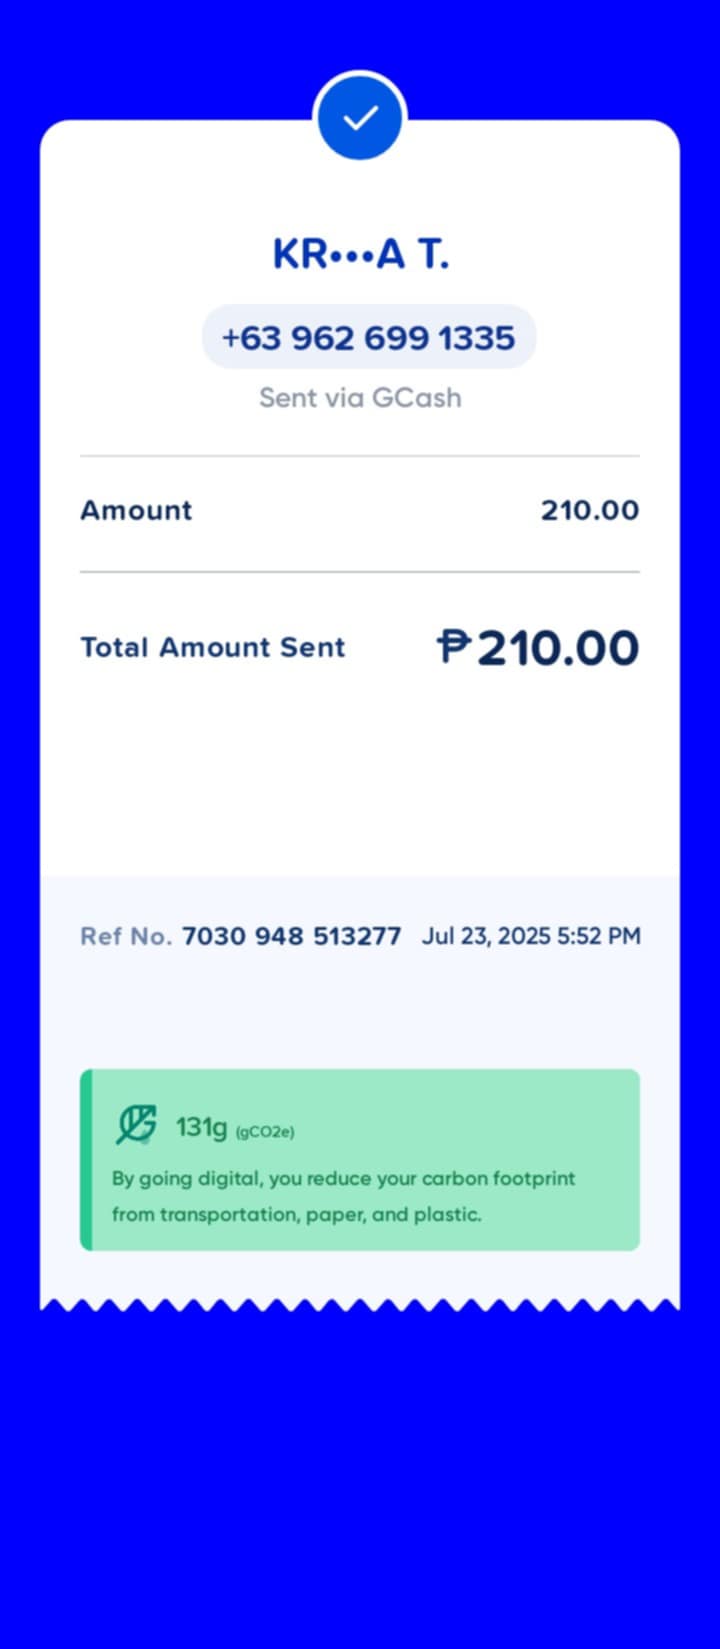 KR•••A T.
+63 962 699 1335
Sent via GCash
Amount 210.00
Total Amount Sent ₱210.00
Ref No. 7030 948 513277 Jul 23, 2025 5:52 PM
131g (gCO2e)
By going digital, you reduce your carbon footprint
from transportation, paper, and plastic.